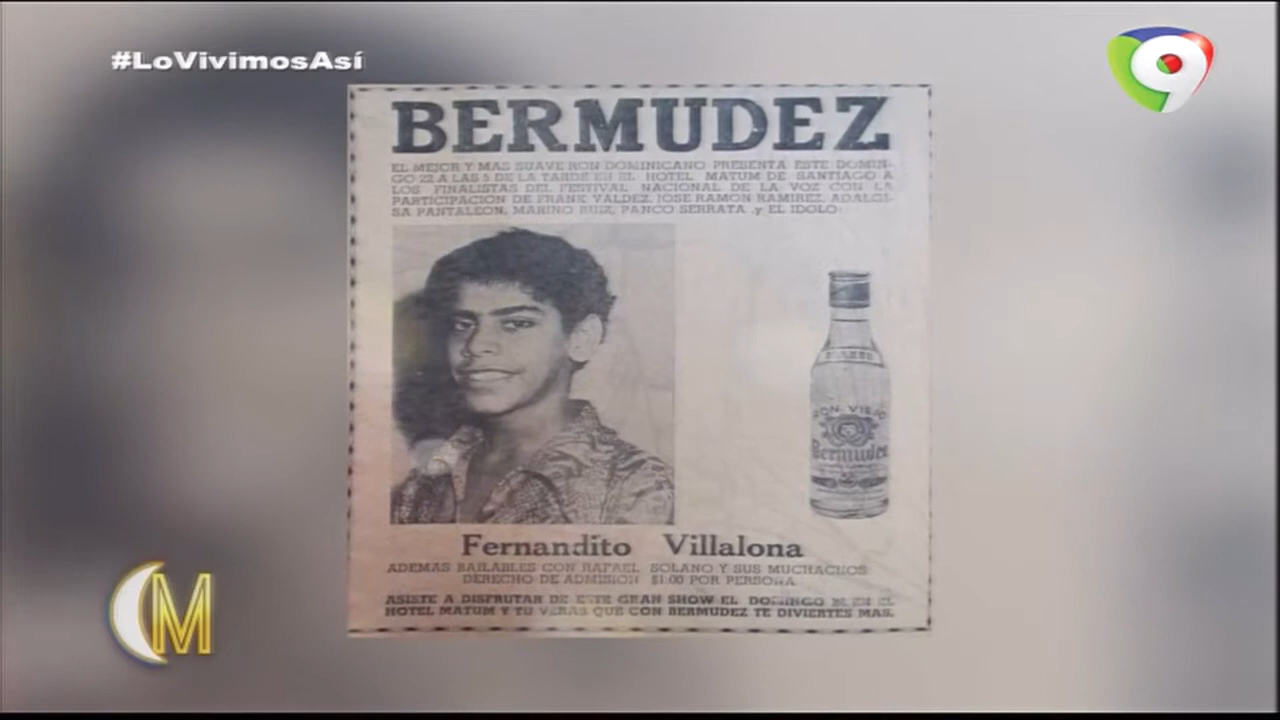 #LoVivimosAsí
9
BERMUDEZ
EL MEJOR Y MAS SUAVE RON DOMINICANO PRESENTA ESTE DOMIN-
GO 22 A LAS 5 DE LA TARDE EN EL HOTEL MATUM DE SANTIAGO A
LOS FINALISTAS DEL FESTIVAL NACIONAL DE LA VOZ CON LA
PARTICIPACION DE FRANK VALDEZ, JOSE RAMON RAMIREZ, ADALGI-
SA PANTALEON, MARINO RUIZ, PANCO SERRATA .y EL IDOLO:
RON VIEJO
Bermudez
Fernandito Villalona
ADEMAS BAILABLES CON RAFAEL SOLANO Y SUS MUCHACHOS
DERECHO DE ADMISION $1.00 POR PERSONA
ASISTE A DISFRUTAR DE ESTE GRAN SHOW EL DOMINGO EN EL
HOTEL MATUM Y TU VERAS QUE CON BERMUDEZ TE DIVIERTES MAS.
M